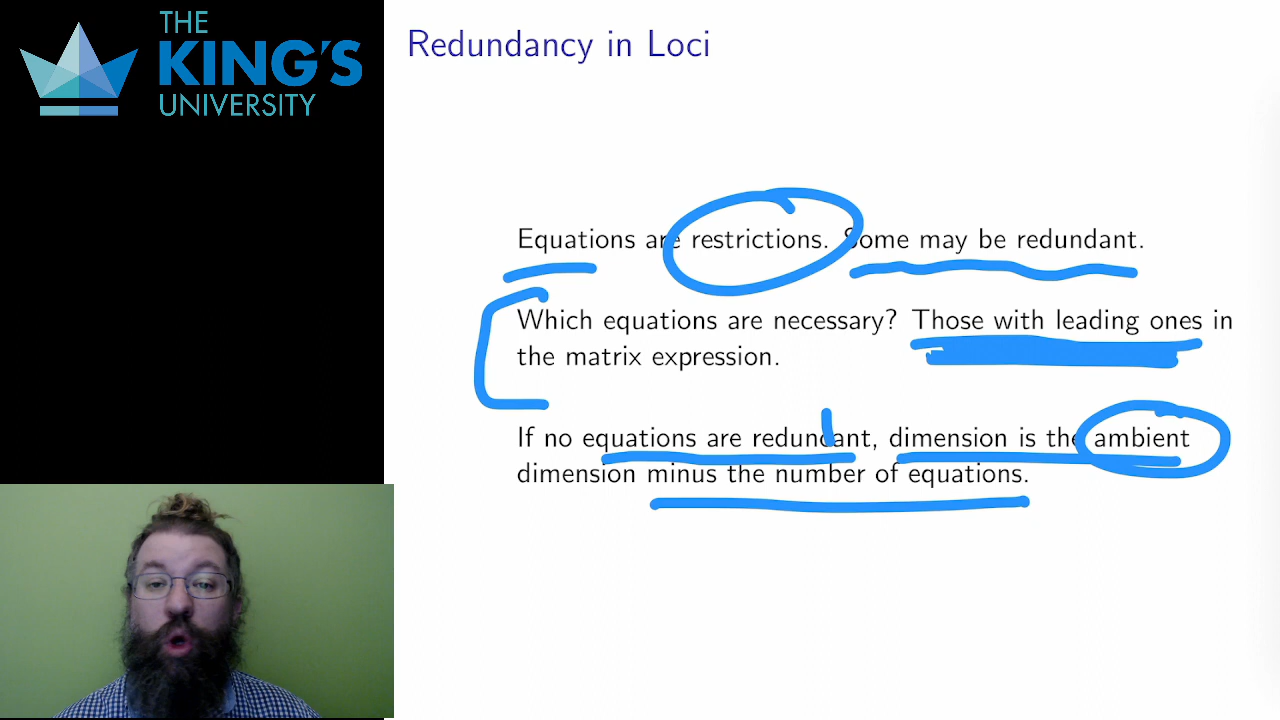 THE
KING'S
UNIVERSITY
Redundancy in Loci
Equations are restrictions. Some may be redundant.
Which equations are necessary? Those with leading ones in
the matrix expression.
If no equations are redundant, dimension is the ambient
dimension minus the number of equations.